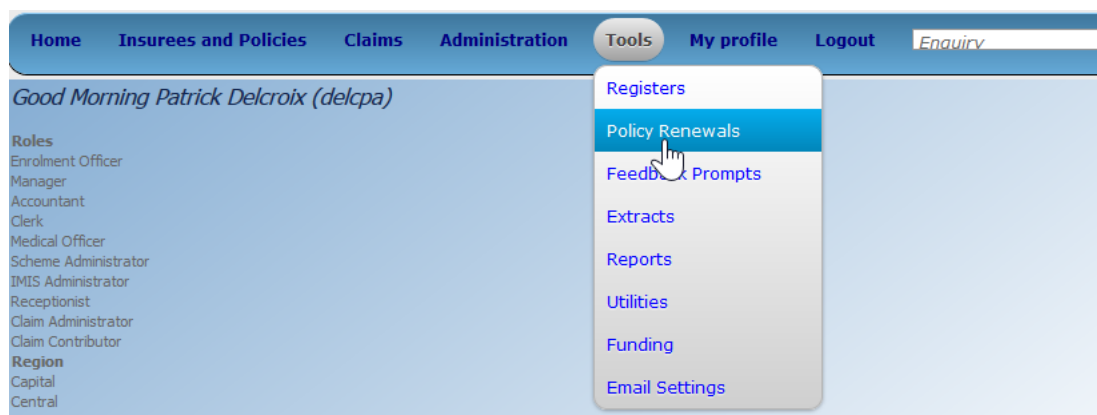 Home Insurees and Policies Claims Administration Tools My profile Logout Enquiry
Good Morning Patrick Delcroix (delcpa)
Roles
Enrolment Officer
Manager
Accountant
Clerk
Medical Officer
Scheme Administrator
IMIS Administrator
Receptionist
Claim Administrator
Claim Contributor
Region
Capital
Central
Registers
Policy Renewals
Feedback Prompts
Extracts
Reports
Utilities
Funding
Email Settings